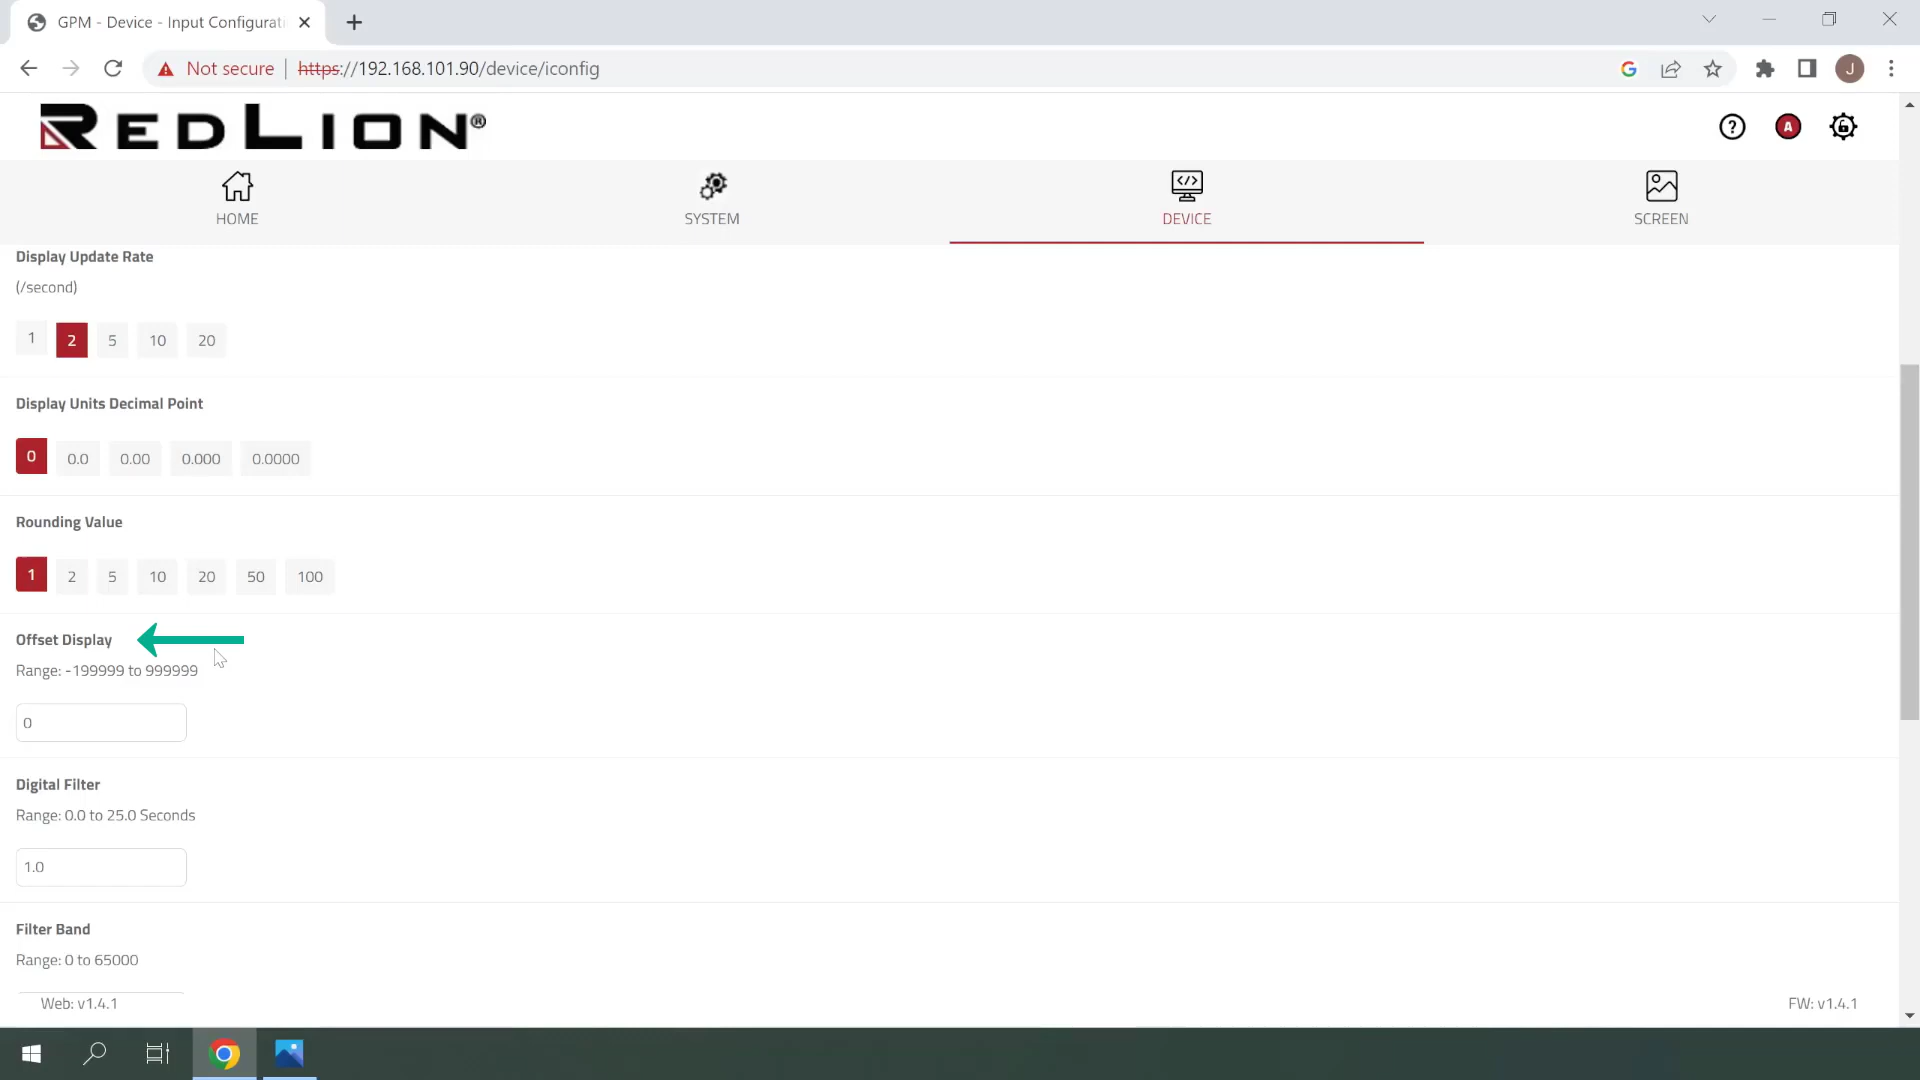 GPM - Device - Input Configurati
Not secure | https://192.168.101.90/device/iconfig
J
REDLION®
?
A
HOME
SYSTEM
DEVICE
SCREEN
Display Update Rate
(/second)
1 2 5 10 20
Display Units Decimal Point
0 0.0 0.00 0.000 0.0000
Rounding Value
1 2 5 10 20 50 100
Offset Display
Range: -199999 to 999999
0
Digital Filter
Range: 0.0 to 25.0 Seconds
1.0
Filter Band
Range: 0 to 65000
Web: v1.4.1
FW: v1.4.1